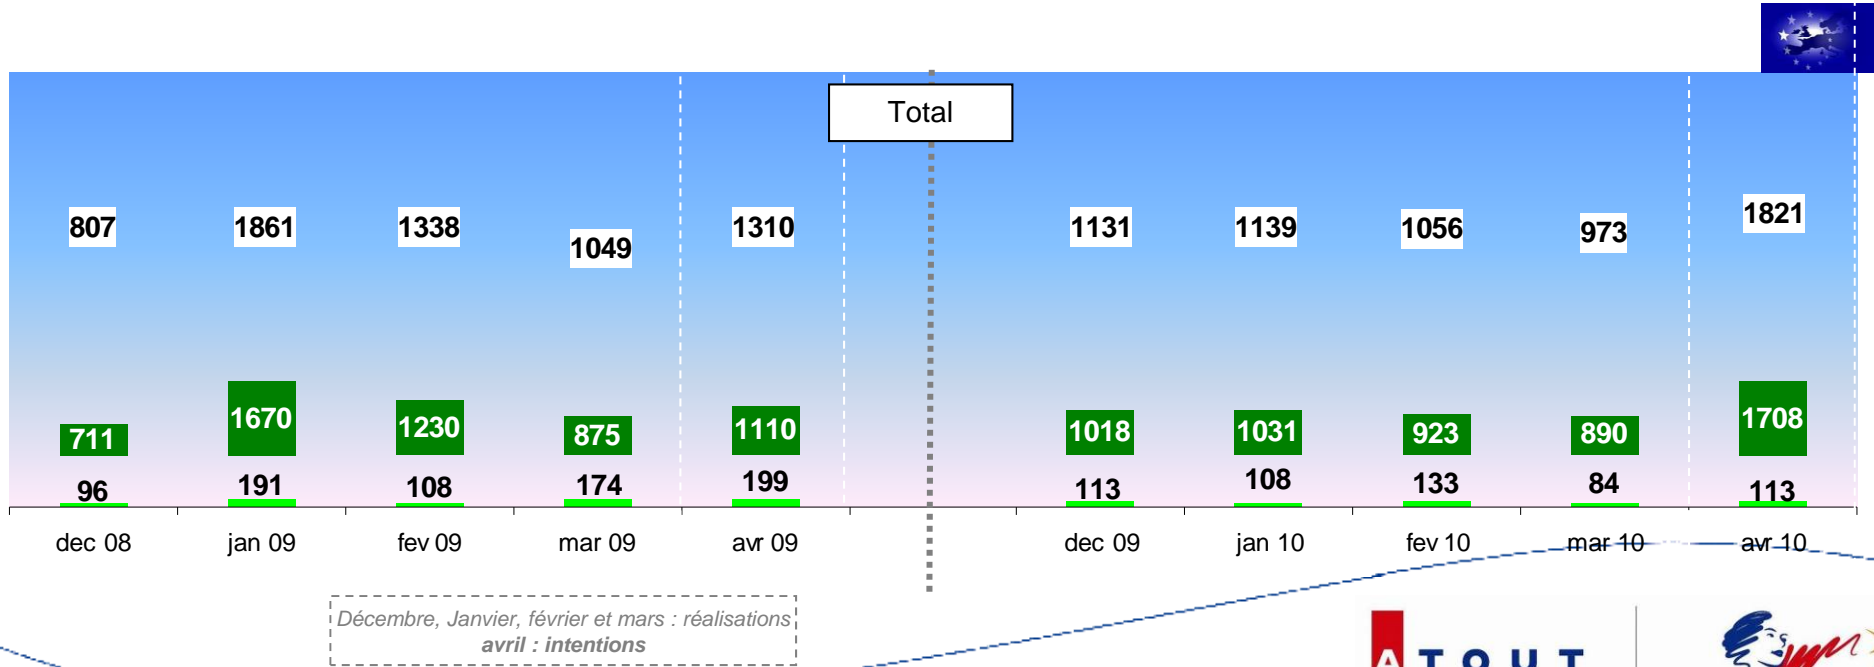 Total
807 1861 1338 1049 1310 1131 1139 1056 973 1821
711 1670 1230 875 1110 1018 1031 923 890 1708
96 191 108 174 199 113 108 133 84 113
dec 08 jan 09 fev 09 mar 09 avr 09 dec 09 jan 10 fev 10 mar 10 avr 10
Décembre, Janvier, février et mars : réalisations
avril : intentions
ATOUT